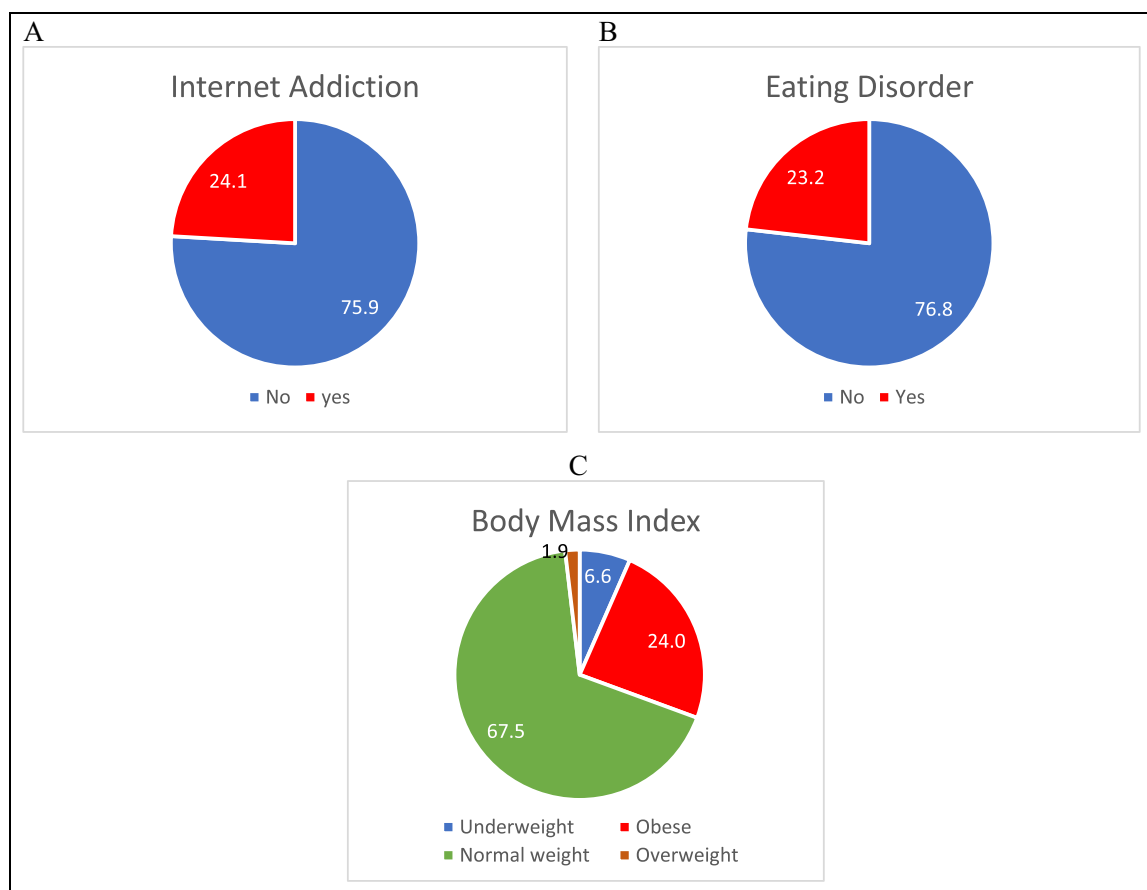 A
B
Internet Addiction
24.1
75.9
No yes
Eating Disorder
23.2
76.8
No Yes
C
Body Mass Index
1.9
6.6
24.0
67.5
Underweight Obese
Normal weight Overweight